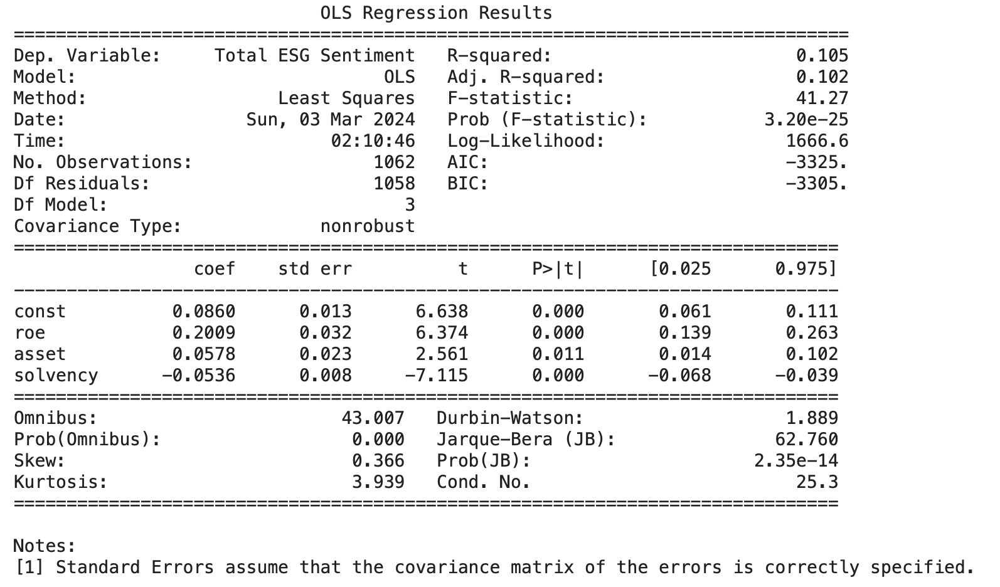 OLS Regression Results
==============================================================================
Dep. Variable:     Total ESG Sentiment   R-squared:                       0.105
Model:                             OLS   Adj. R-squared:                  0.102
Method:                  Least Squares   F-statistic:                     41.27
Date:                 Sun, 03 Mar 2024   Prob (F-statistic):           3.20e-25
Time:                         02:10:46   Log-Likelihood:                 1666.6
No. Observations:                 1062   AIC:                            -3325.
Df Residuals:                     1058   BIC:                            -3305.
Df Model:                            3
Covariance Type:             nonrobust
==============================================================================
                 coef    std err          t      P>|t|      [0.025      0.975]
------------------------------------------------------------------------------
const          0.0860      0.013      6.638      0.000       0.061       0.111
roe            0.2009      0.032      6.374      0.000       0.139       0.263
asset          0.0578      0.023      2.561      0.011       0.014       0.102
solvency      -0.0536      0.008     -7.115      0.000      -0.068      -0.039
==============================================================================
Omnibus:                       43.007   Durbin-Watson:                   1.889
Prob(Omnibus):                  0.000   Jarque-Bera (JB):               62.760
Skew:                           0.366   Prob(JB):                     2.35e-14
Kurtosis:                       3.939   Cond. No.                         25.3
==============================================================================
Notes:
[1] Standard Errors assume that the covariance matrix of the errors is correctly specified.